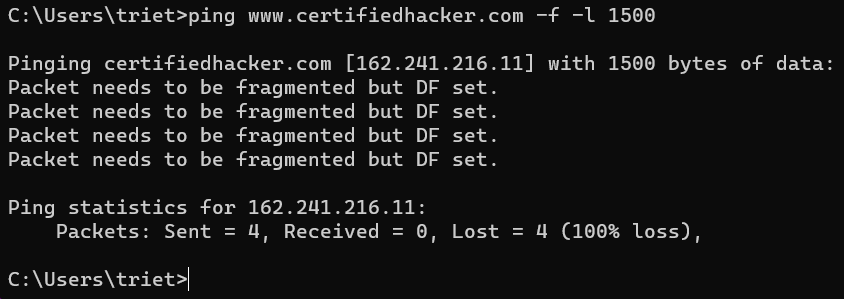 C:\Users\triet>ping www.certifiedhacker.com -f -l 1500
Pinging certifiedhacker.com [162.241.216.11] with 1500 bytes of data:
Packet needs to be fragmented but DF set.
Packet needs to be fragmented but DF set.
Packet needs to be fragmented but DF set.
Packet needs to be fragmented but DF set.
Ping statistics for 162.241.216.11:
    Packets: Sent = 4, Received = 0, Lost = 4 (100% loss),
C:\Users\triet>